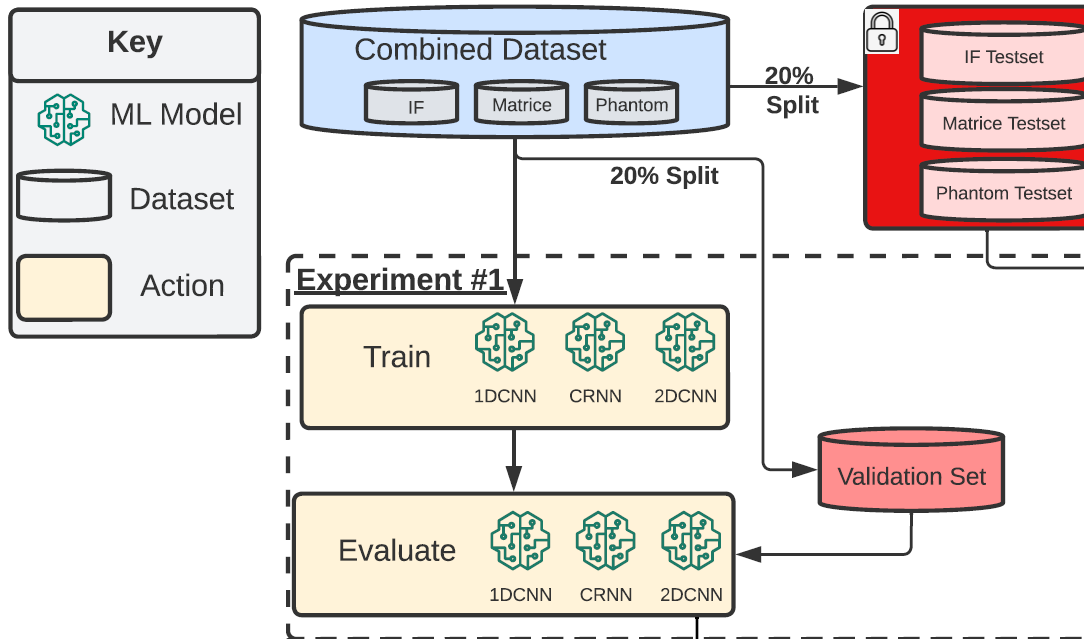 Key
ML Model
Dataset
Action
Combined Dataset
IF
Matrice
Phantom
20%
Split
IF Testset
Matrice Testset
Phantom Testset
20% Split
Experiment #1
Train
1DCNN
CRNN
2DCNN
Validation Set
Evaluate
1DCNN
CRNN
2DCNN